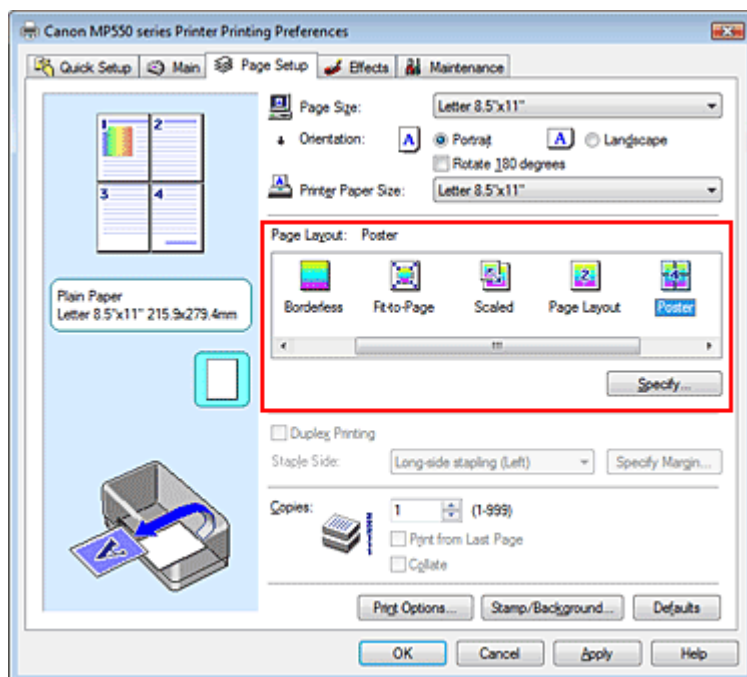 Canon MP550 series Printer Printing Preferences
Quick Setup Main Page Setup Effects Maintenance
1 2
3 4
Plain Paper
Letter 8.5"x11" 215.9x279.4mm
Page Size: Letter 8.5"x11"
Orientation: A Portrait A Landscape
Rotate 180 degrees
Printer Paper Size: Letter 8.5"x11"
Page Layout: Poster
Borderless Fit-to-Page Scaled Page Layout Poster
Specify...
Duplex Printing
Staple Side: Long-side stapling (Left) Specify Margin...
Copies: 1 (1-999)
Print from Last Page
Collate
Print Options... Stamp/Background... Defaults
OK Cancel Apply Help